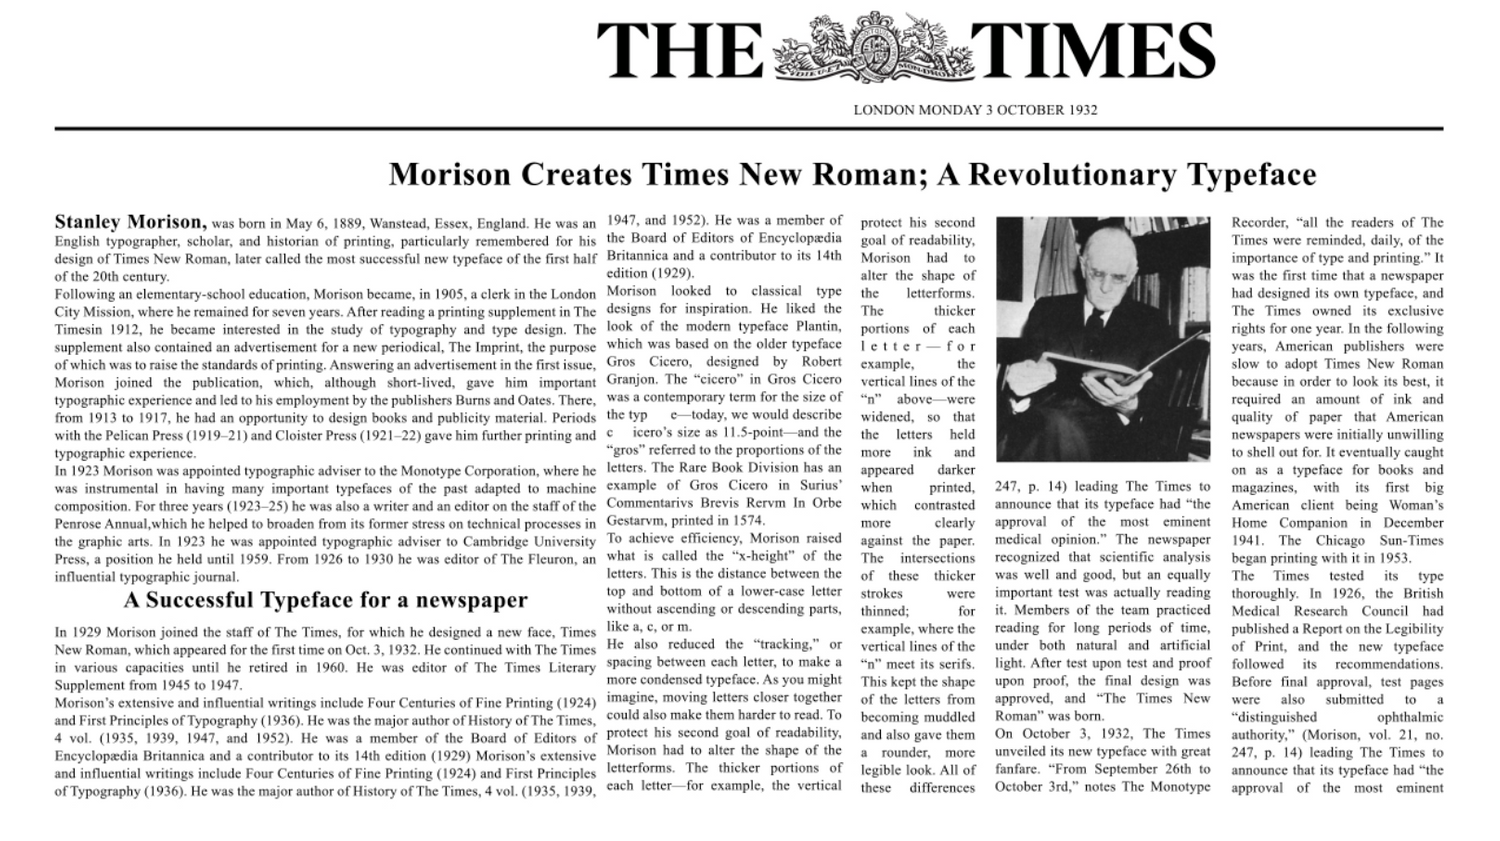 THE TIMES
LONDON MONDAY 3 OCTOBER 1932
Morison Creates Times New Roman; A Revolutionary Typeface
Stanley Morison, was born in May 6, 1889, Wanstead, Essex, England. He was an
English typographer, scholar, and historian of printing, particularly remembered for his
design of Times New Roman, later called the most successful new typeface of the first half
of the 20th century.
Following an elementary-school education, Morison became, in 1905, a clerk in the London
City Mission, where he remained for seven years. After reading a printing supplement in The
Timesin 1912, he became interested in the study of typography and type design. The
supplement also contained an advertisement for a new periodical, The Imprint, the purpose
of which was to raise the standards of printing. Answering an advertisement in the first issue,
Morison joined the publication, which, although short-lived, gave him important
typographic experience and led to his employment by the publishers Burns and Oates. There,
from 1913 to 1917, he had an opportunity to design books and publicity material. Periods
with the Pelican Press (1919–21) and Cloister Press (1921–22) gave him further printing and
typographic experience.
In 1923 Morison was appointed typographic adviser to the Monotype Corporation, where he
was instrumental in having many important typefaces of the past adapted to machine
composition. For three years (1923–25) he was also a writer and an editor on the staff of the
Penrose Annual,which he helped to broaden from its former stress on technical processes in
the graphic arts. In 1923 he was appointed typographic adviser to Cambridge University
Press, a position he held until 1959. From 1926 to 1930 he was editor of The Fleuron, an
influential typographic journal.
A Successful Typeface for a newspaper
In 1929 Morison joined the staff of The Times, for which he designed a new face, Times
New Roman, which appeared for the first time on Oct. 3, 1932. He continued with The Times
in various capacities until he retired in 1960. He was editor of The Times Literary
Supplement from 1945 to 1947.
Morison’s extensive and influential writings include Four Centuries of Fine Printing (1924)
and First Principles of Typography (1936). He was the major author of History of The Times,
4 vol. (1935, 1939, 1947, and 1952). He was a member of the Board of Editors of
Encyclopædia Britannica and a contributor to its 14th edition (1929) Morison’s extensive
and influential writings include Four Centuries of Fine Printing (1924) and First Principles
of Typography (1936). He was the major author of History of The Times, 4 vol. (1935, 1939,
1947, and 1952). He was a member of
the Board of Editors of Encyclopædia
Britannica and a contributor to its 14th
edition (1929).
Morison looked to classical type
designs for inspiration. He liked the
look of the modern typeface Plantin,
which was based on the older typeface
Gros Cicero, designed by Robert
Granjon. The “cicero” in Gros Cicero
was a contemporary term for the size of
the typ e—today, we would describe
c icero’s size as 11.5-point—and the
“gros” referred to the proportions of the
letters. The Rare Book Division has an
example of Gros Cicero in Surius’
Commentarivs Brevis Rervm In Orbe
Gestarvm, printed in 1574.
To achieve efficiency, Morison raised
what is called the “x-height” of the
letters. This is the distance between the
top and bottom of a lower-case letter
without ascending or descending parts,
like a, c, or m.
He also reduced the “tracking,” or
spacing between each letter, to make a
more condensed typeface. As you might
imagine, moving letters closer together
could also make them harder to read. To
protect his second goal of readability,
Morison had to alter the shape of the
letterforms. The thicker portions of
each letter—for example, the vertical
protect his second
goal of readability,
Morison had to
alter the shape of
the letterforms.
The thicker
portions of each
letter—for
example, the
vertical lines of the
“n” above—were
widened, so that
the letters held
more ink and
appeared darker
when printed,
which contrasted
more clearly
against the paper.
The intersections
of these thicker
strokes were
thinned; for
example, where the
vertical lines of the
“n” meet its serifs.
This kept the shape
of the letters from
becoming muddled
and also gave them
a rounder, more
legible look. All of
these differences
247, p. 14) leading The Times to
announce that its typeface had “the
approval of the most eminent
medical opinion.” The newspaper
recognized that scientific analysis
was well and good, but an equally
important test was actually reading
it. Members of the team practiced
reading for long periods of time,
under both natural and artificial
light. After test upon test and proof
upon proof, the final design was
approved, and “The Times New
Roman” was born.
On October 3, 1932, The Times
unveiled its new typeface with great
fanfare. “From September 26th to
October 3rd,” notes The Monotype
Recorder, “all the readers of The
Times were reminded, daily, of the
importance of type and printing.” It
was the first time that a newspaper
had designed its own typeface, and
The Times owned its exclusive
rights for one year. In the following
years, American publishers were
slow to adopt Times New Roman
because in order to look its best, it
required an amount of ink and
quality of paper that American
newspapers were initially unwilling
to shell out for. It eventually caught
on as a typeface for books and
magazines, with its first big
American client being Woman’s
Home Companion in December
1941. The Chicago Sun-Times
began printing with it in 1953.
The Times tested its type
thoroughly. In 1926, the British
Medical Research Council had
published a Report on the Legibility
of Print, and the new typeface
followed its recommendations.
Before final approval, test pages
were also submitted to a
“distinguished ophthalmic
authority,” (Morison, vol. 21, no.
247, p. 14) leading The Times to
announce that its typeface had “the
approval of the most eminent